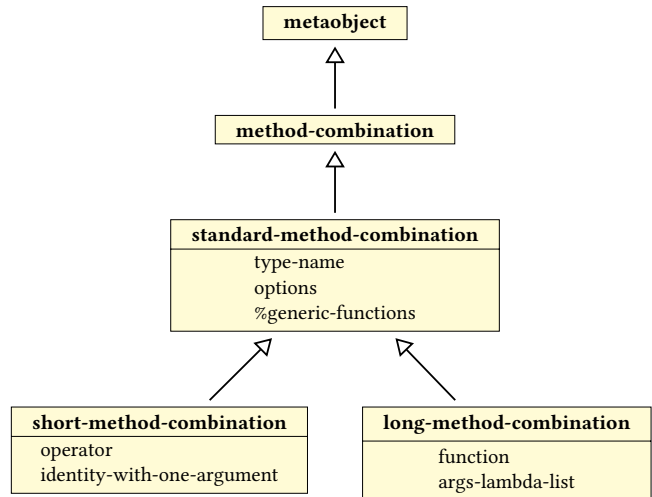 metaobject
method-combination
standard-method-combination
type-name
options
%generic-functions
short-method-combination
operator
identity-with-one-argument
long-method-combination
function
args-lambda-list